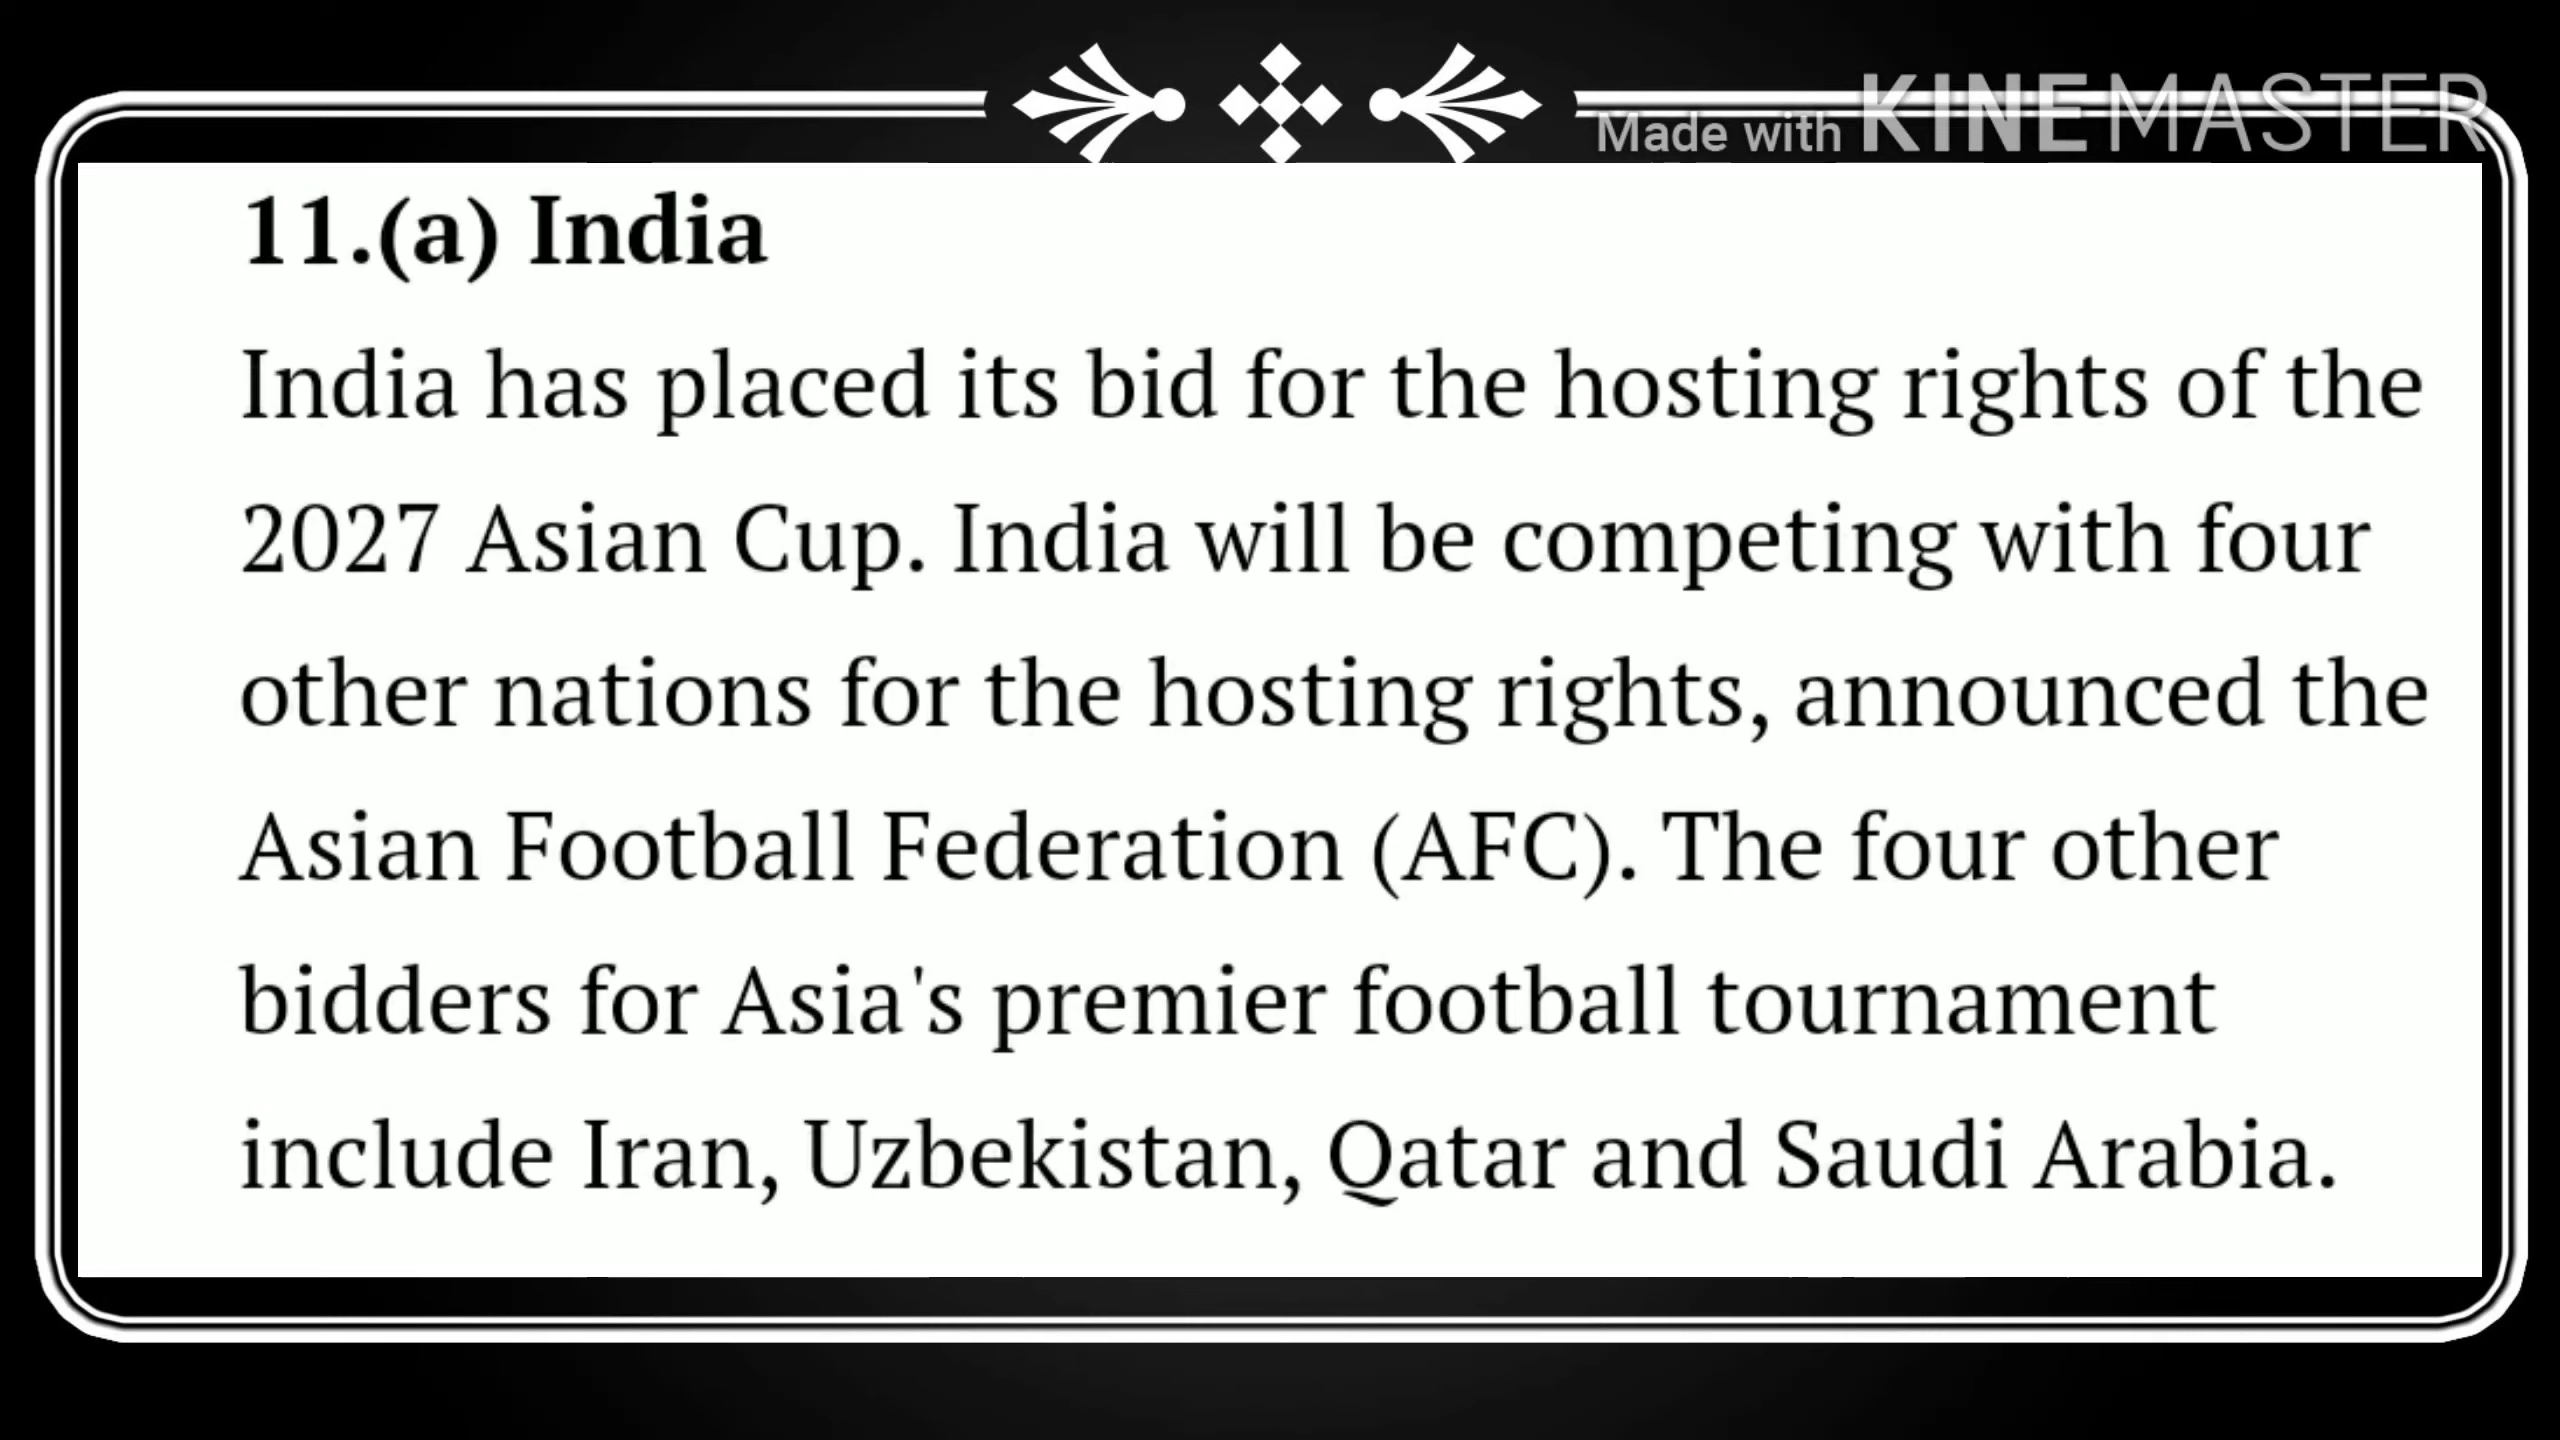 Made with KINEMASTER
11.(a) India
India has placed its bid for the hosting rights of the
2027 Asian Cup. India will be competing with four
other nations for the hosting rights, announced the
Asian Football Federation (AFC). The four other
bidders for Asia's premier football tournament
include Iran, Uzbekistan, Qatar and Saudi Arabia.